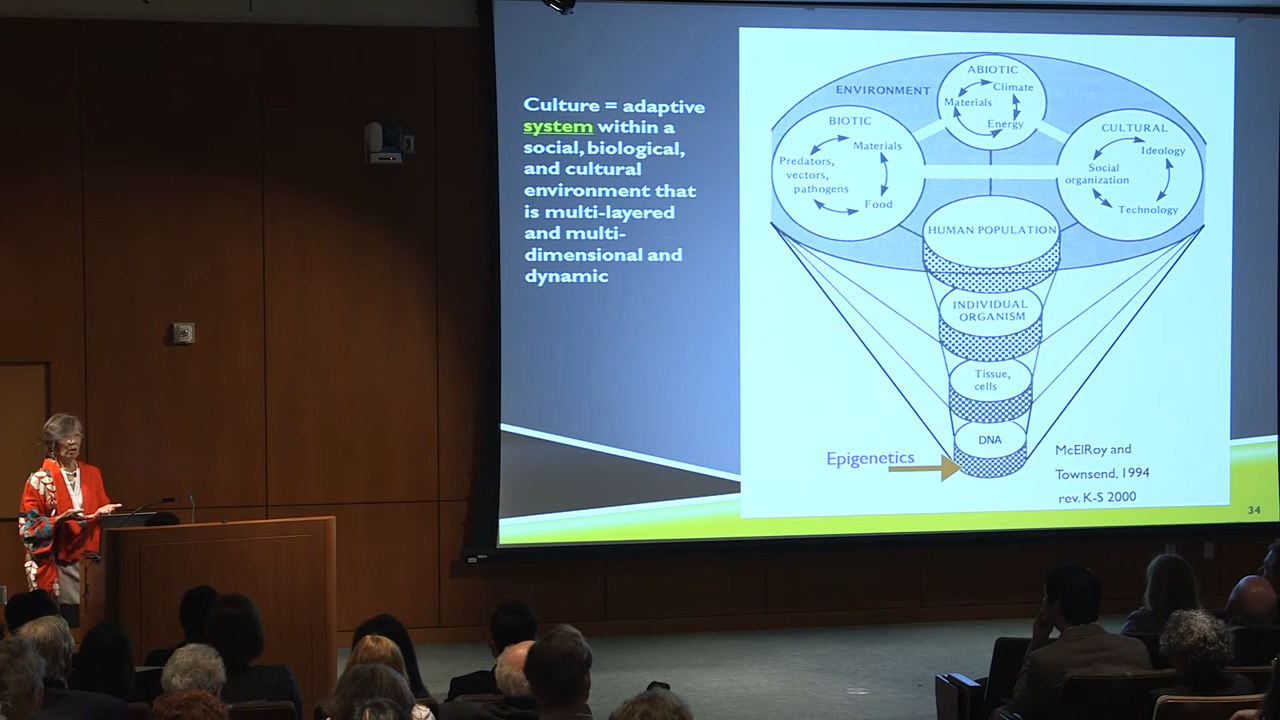 Culture = adaptive
system within a
social, biological,
and cultural
environment that
is multi-layered
and multi-
dimensional and
dynamic
ENVIRONMENT
ABIOTIC
Climate
Materials
Energy
BIOTIC
Materials
Predators,
vectors,
pathogens
Food
CULTURAL
Ideology
Social
organization
Technology
HUMAN POPULATION
INDIVIDUAL
ORGANISM
Tissue,
cells
DNA
Epigenetics
McElRoy and
Townsend, 1994
rev. K-S 2000
34